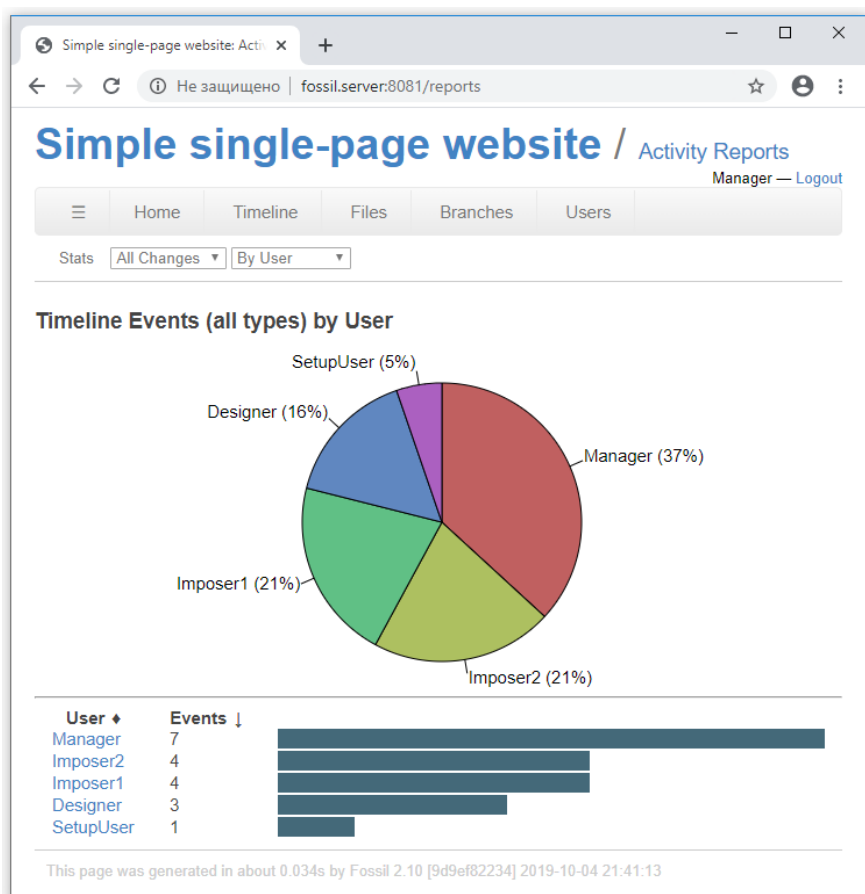 Simple single-page website: Activ
Не защищено | fossil.server:8081/reports
Simple single-page website / Activity Reports
Manager — Logout
☰ Home Timeline Files Branches Users
Stats All Changes ▼ By User ▼
Timeline Events (all types) by User
SetupUser (5%)
Designer (16%)
Manager (37%)
Imposer1 (21%)
Imposer2 (21%)
User ♦ Events ↓
Manager 7
Imposer2 4
Imposer1 4
Designer 3
SetupUser 1
This page was generated in about 0.034s by Fossil 2.10 [9d9ef82234] 2019-10-04 21:41:13